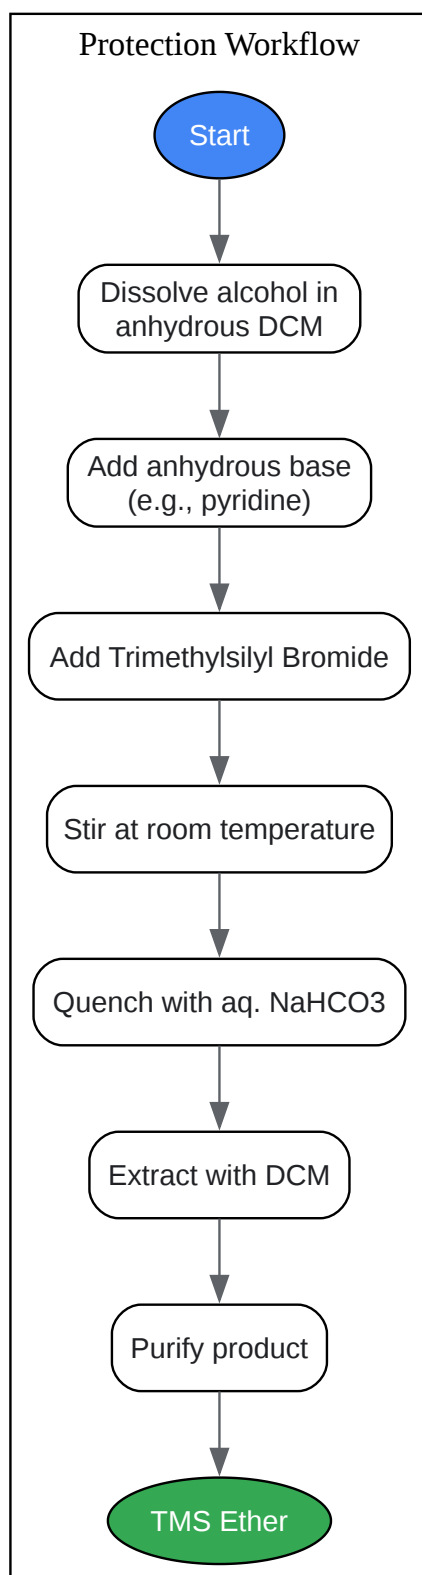 Protection Workflow
Start
Dissolve alcohol in
anhydrous DCM
Add anhydrous base
(e.g., pyridine)
Add Trimethylsilyl Bromide
Stir at room temperature
Quench with aq. NaHCO3
Extract with DCM
Purify product
TMS Ether